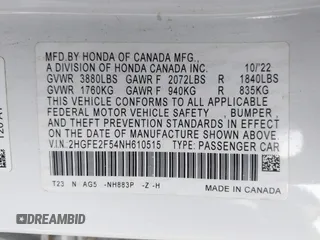 MFD.BY HONDA OF CANADA MFG.,
A DIVISION OF HONDA CANADA INC. 10/'22
GVWR 3880LBS GAWR F 2072LBS R 1840LBS
GVWR 1760KG GAWR F 940KG R 835KG
THIS VEHICLE CONFORMS TO ALL APPLICABLE
FEDERAL MOTOR VEHICLE SAFETY , BUMPER ,
AND THEFT PREVENTION STANDARDS IN EFFECT ON
THE DATE OF MANUFACTURE SHOWN ABOVE.
V.I.N.:2HGFE2F54NH610515 TYPE: PASSENGER CAR
T23 N AG5 -NH883P -Z -H
MADE IN CANADA
DREAMBID